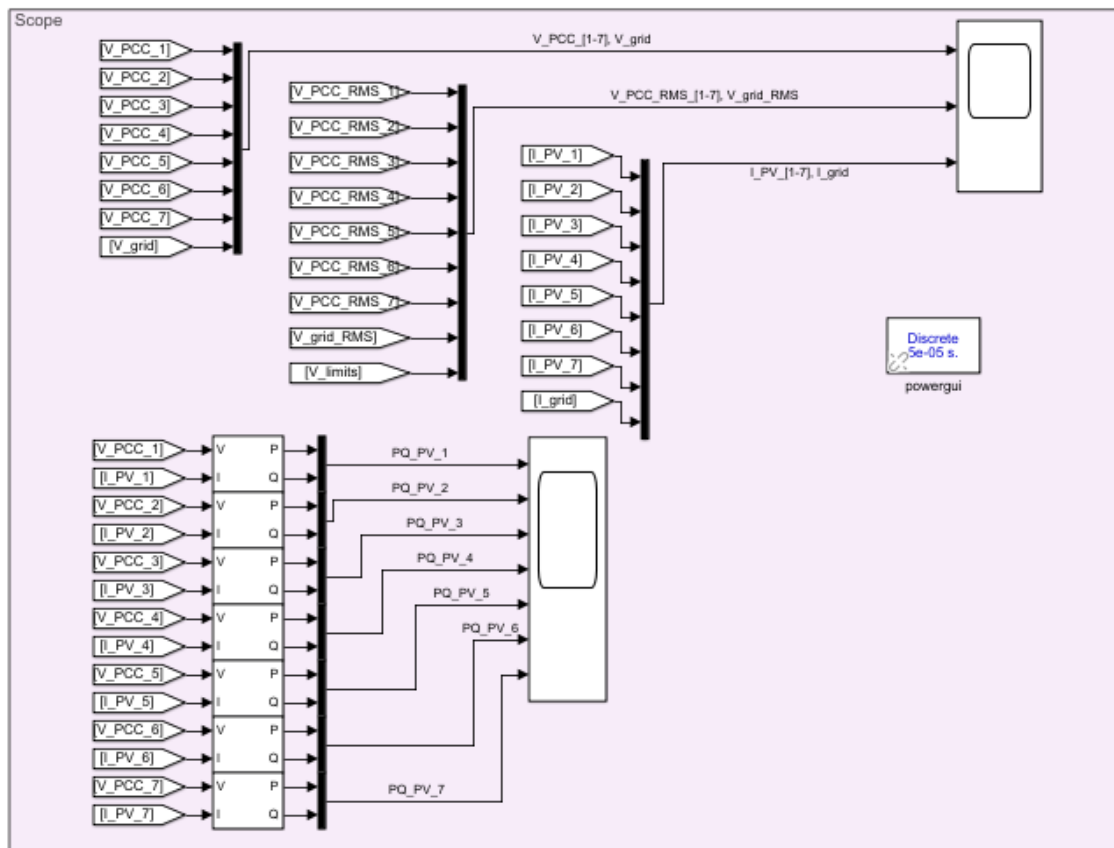 Scope
[V_PCC_1]
[V_PCC_2]
[V_PCC_3]
[V_PCC_4]
[V_PCC_5]
[V_PCC_6]
[V_PCC_7]
[V_grid]
V_PCC_[1-7], V_grid
[V_PCC_RMS_1]
[V_PCC_RMS_2]
[V_PCC_RMS_3]
[V_PCC_RMS_4]
[V_PCC_RMS_5]
[V_PCC_RMS_6]
[V_PCC_RMS_7]
[V_grid_RMS]
[V_limits]
V_PCC_RMS_[1-7], V_grid_RMS
[I_PV_1]
[I_PV_2]
[I_PV_3]
[I_PV_4]
[I_PV_5]
[I_PV_6]
[I_PV_7]
[I_grid]
I_PV_[1-7], I_grid
Discrete
5e-05 s.
powergui
[V_PCC_1] V P
[I_PV_1] I Q
PQ_PV_1
[V_PCC_2] V P
[I_PV_2] I Q
PQ_PV_2
[V_PCC_3] V P
[I_PV_3] I Q
PQ_PV_3
[V_PCC_4] V P
[I_PV_4] I Q
PQ_PV_4
[V_PCC_5] V P
[I_PV_5] I Q
PQ_PV_5
[V_PCC_6] V P
[I_PV_6] I Q
PQ_PV_6
[V_PCC_7] V P
[I_PV_7] I Q
PQ_PV_7